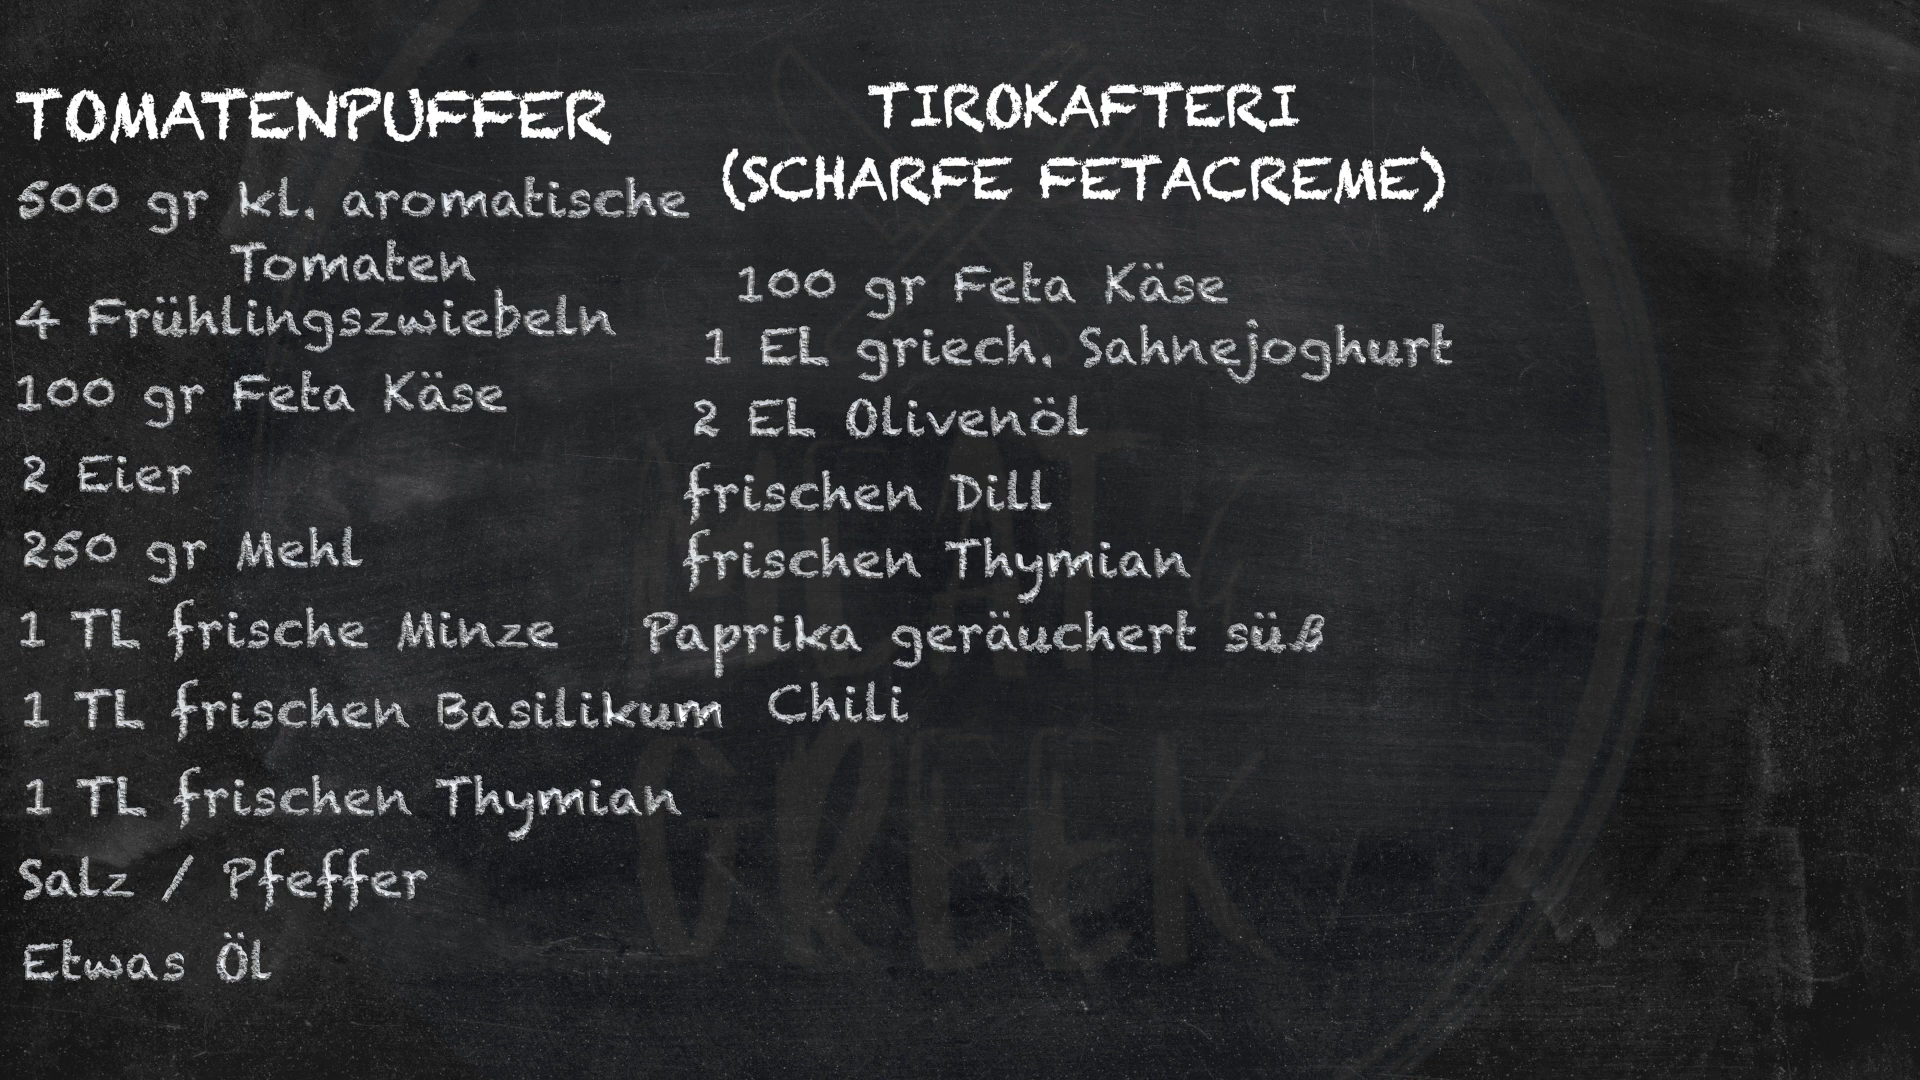 TOMATENPUFFER
500 gr kl. aromatische
Tomaten
4 Frühlingszwiebeln
100 gr Feta Käse
2 Eier
250 gr Mehl
1 TL frische Minze
1 TL frischen Basilikum
1 TL frischen Thymian
Salz / Pfeffer
Etwas Öl
TIROKAFTERI
(SCHARFE FETACREME)
100 gr Feta Käse
1 EL griech. Sahnejoghurt
2 EL Olivenöl
frischen Dill
frischen Thymian
Paprika geräuchert süß
Chili
MEAT
GREEK